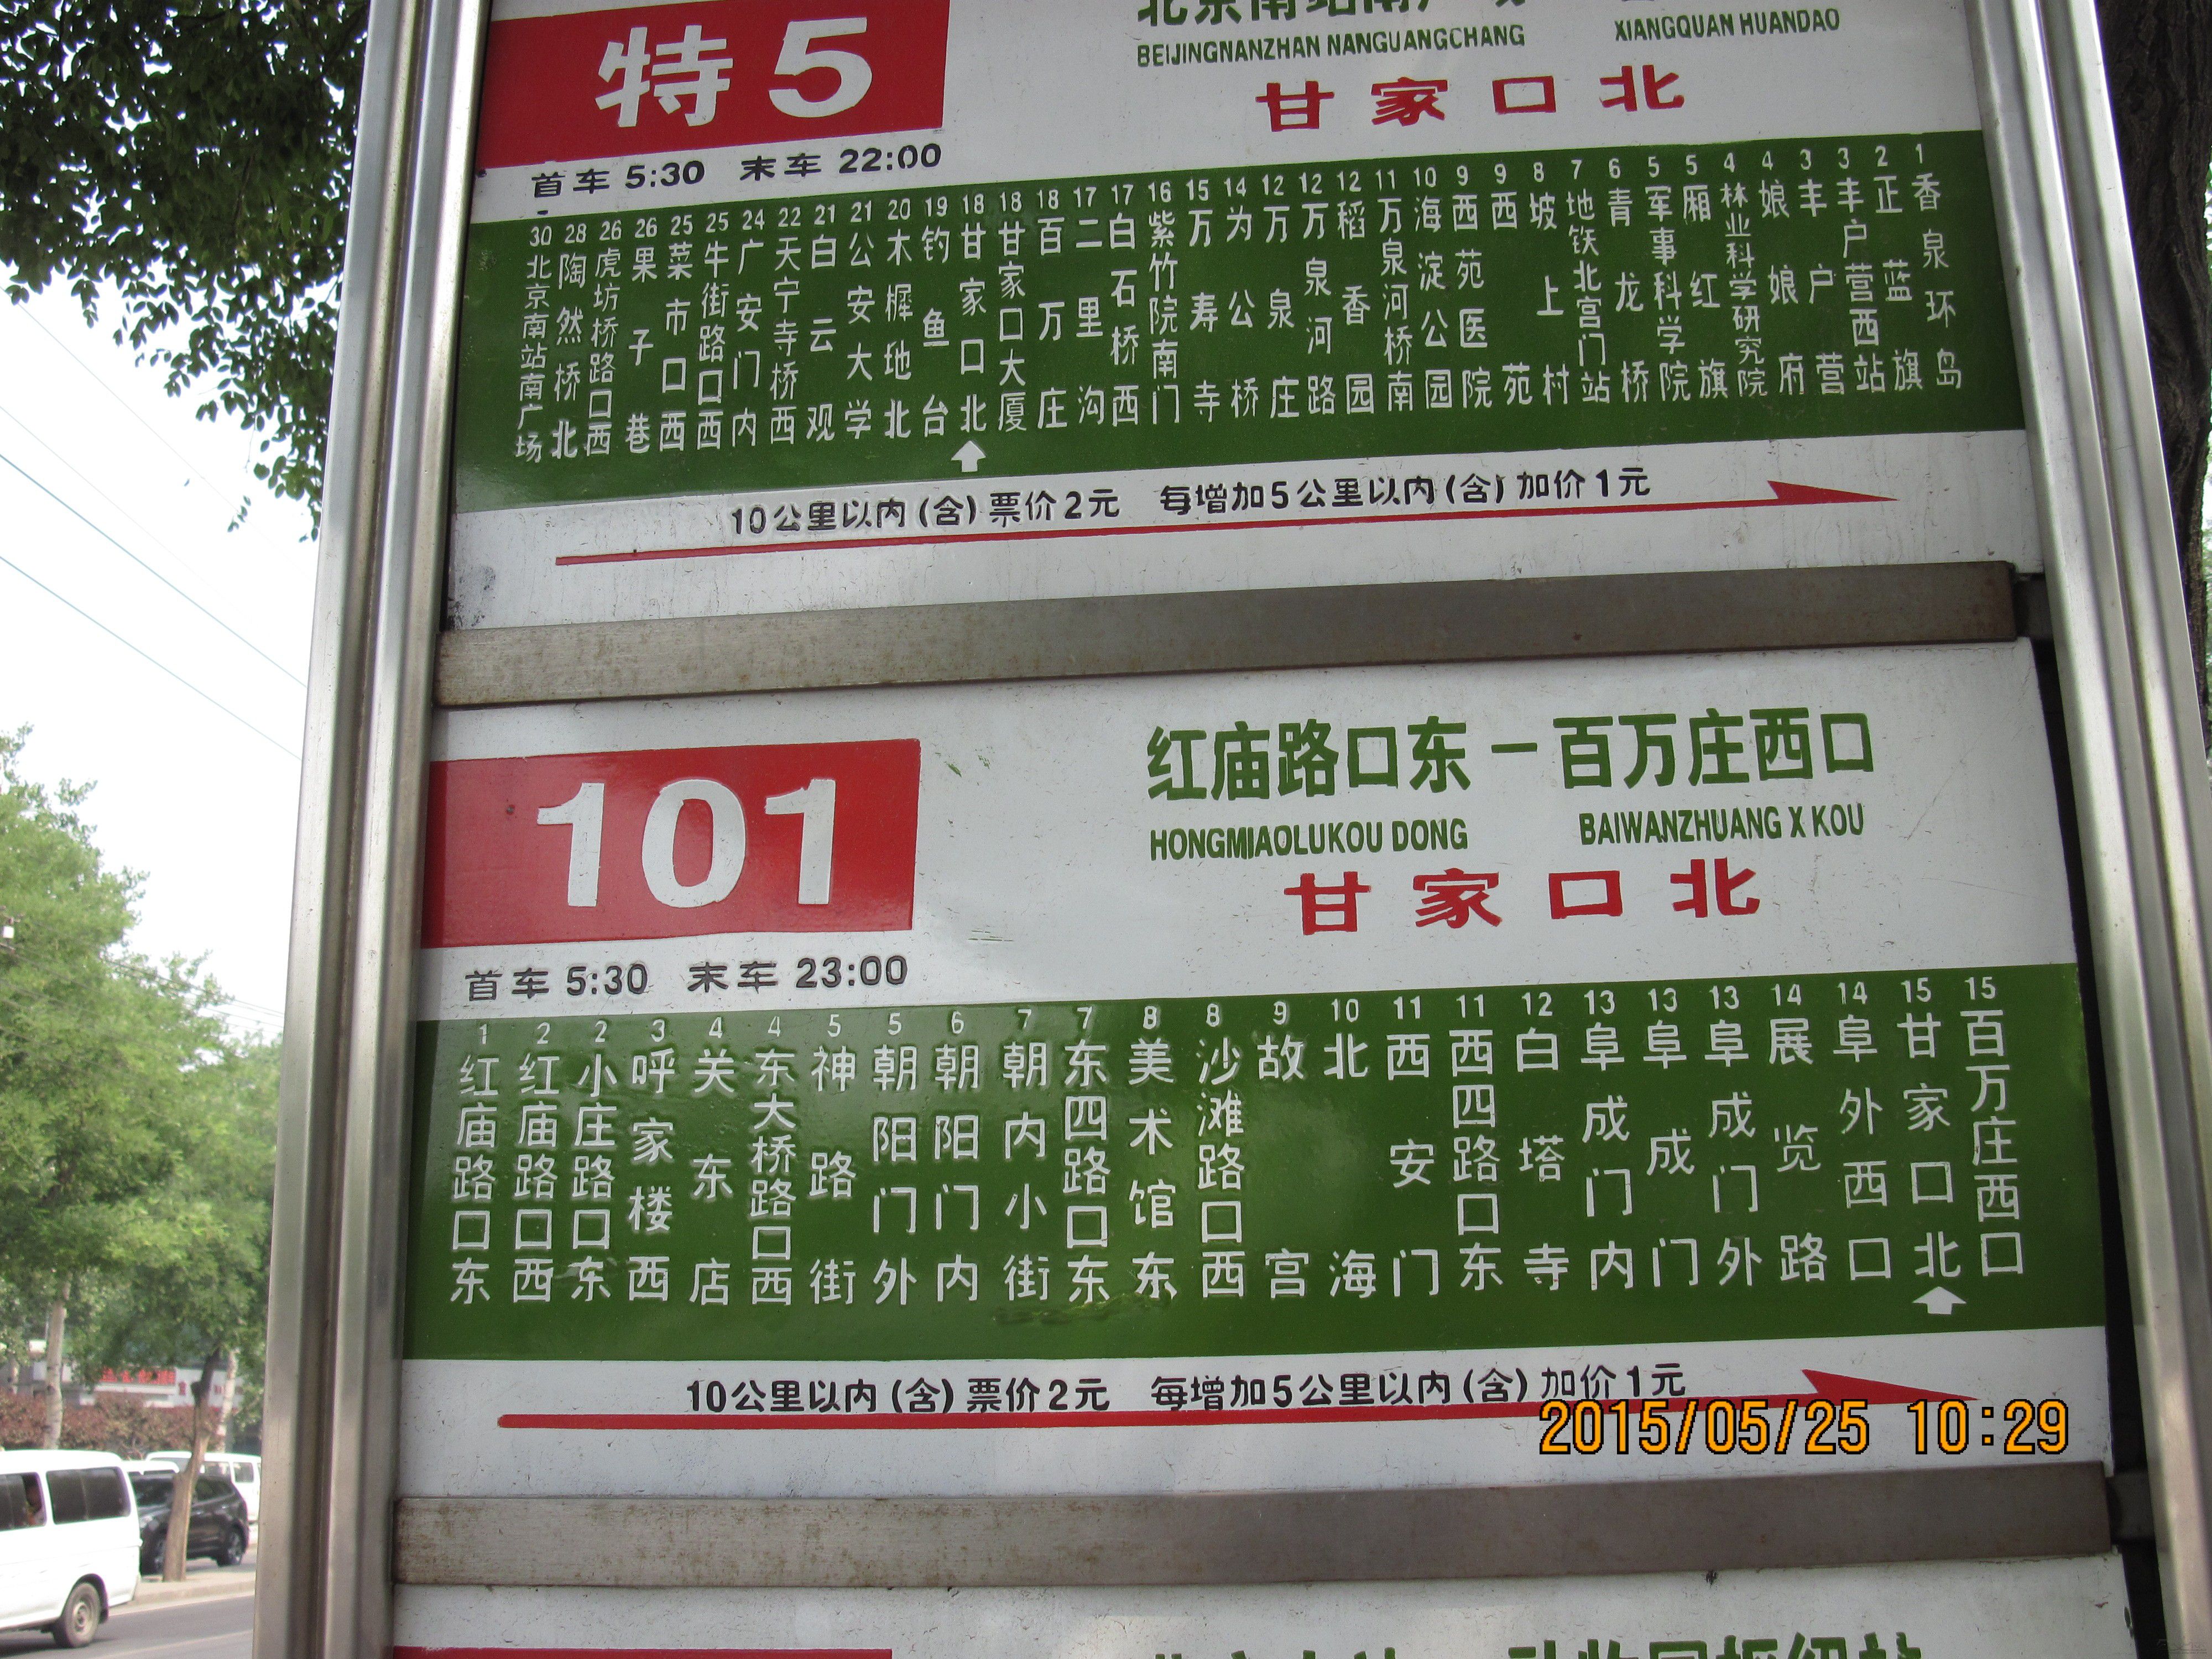 特5
BEIJINGNANZHAN NANGUANGCHANG XIANGQUAN HUANDAO
甘家口北
首车 5:30 末车 22:00
30 北京南站南广场
28 陶然桥北
26 虎坊桥路口西
26 果子巷
25 菜市口西
25 牛街路口西
24 广安门内
22 天宁寺桥西
21 白云观
21 公安大学
20 木樨地北
19 钓鱼台
18 甘家口北
18 甘家口大厦
18 百万庄
17 二里沟
17 白石桥西
16 紫竹院南门
15 万寿寺
14 为公桥
12 万泉庄
12 万泉河路
12 稻香园
11 万泉河桥南
10 海淀公园
9 西苑医院
9 西苑
8 坡上村
7 地铁北宫门站
6 青龙桥
5 军事科学院
5 厢红旗
4 林业科学研究院
4 娘娘府
3 丰户营
3 丰户营西站
2 正蓝旗
1 香泉环岛
10公里以内(含)票价2元 每增加5公里以内(含)加价1元
101
红庙路口东－百万庄西口
HONGMIAOLUKOU DONG BAIWANZHUANG X KOU
甘家口北
首车 5:30 末车 23:00
1 红庙路口东
2 红庙路口西
2 小庄路口东
3 呼家楼西
4 关东店
4 东大桥路口西
5 神路街
5 朝阳门外
6 朝阳门内
7 朝内小街
7 东四路口东
8 美术馆东
8 沙滩路口西
9 故宫
10 北海
11 西安门
11 西四路口东
12 白塔寺
13 阜成门内
13 阜成门
13 阜成门外
14 展览路
14 阜外西口
15 甘家口北
15 百万庄西口
10公里以内(含)票价2元 每增加5公里以内(含)加价1元
2015/05/25 10:29